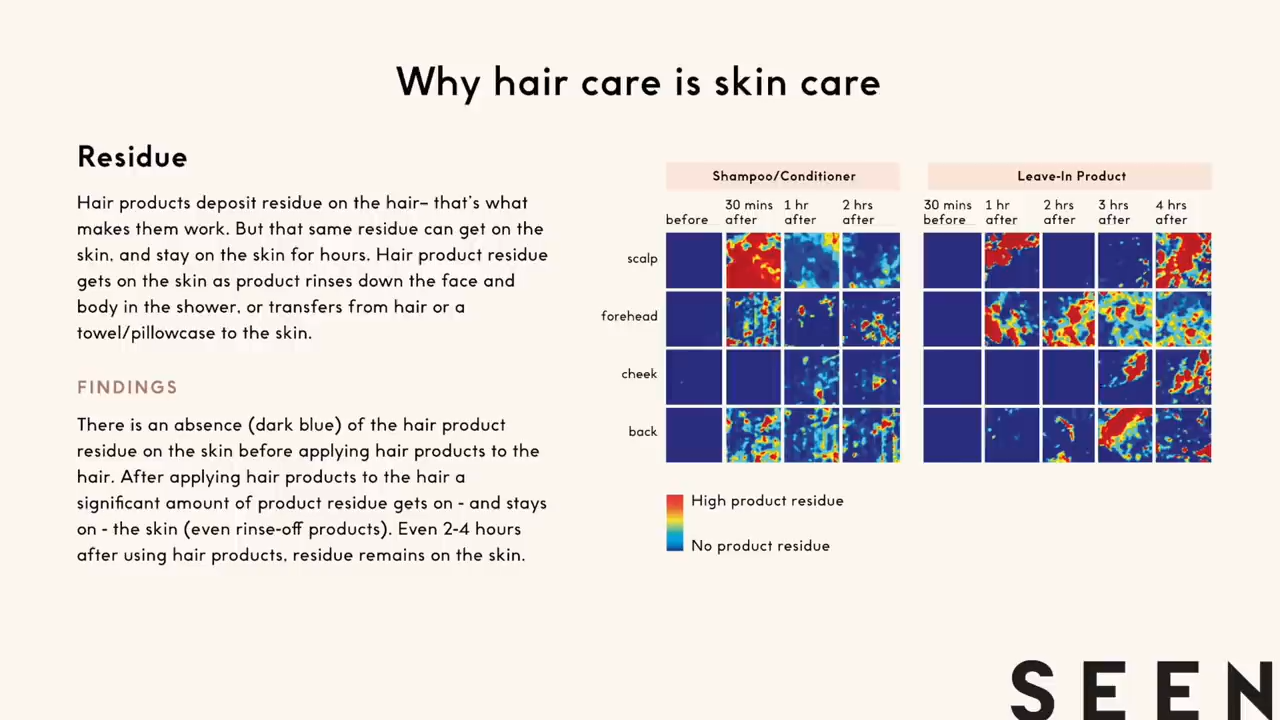 Why hair care is skin care
Residue
Hair products deposit residue on the hair– that's what
makes them work. But that same residue can get on the
skin, and stay on the skin for hours. Hair product residue
gets on the skin as product rinses down the face and
body in the shower, or transfers from hair or a
towel/pillowcase to the skin.
FINDINGS
There is an absence (dark blue) of the hair product
residue on the skin before applying hair products to the
hair. After applying hair products to the hair a
significant amount of product residue gets on - and stays
on - the skin (even rinse-off products). Even 2-4 hours
after using hair products, residue remains on the skin.
Shampoo/Conditioner
before
30 mins
after
1 hr
after
2 hrs
after
Leave-In Product
30 mins
before
1 hr
after
2 hrs
after
3 hrs
after
4 hrs
after
scalp
forehead
cheek
back
High product residue
No product residue
SEEN